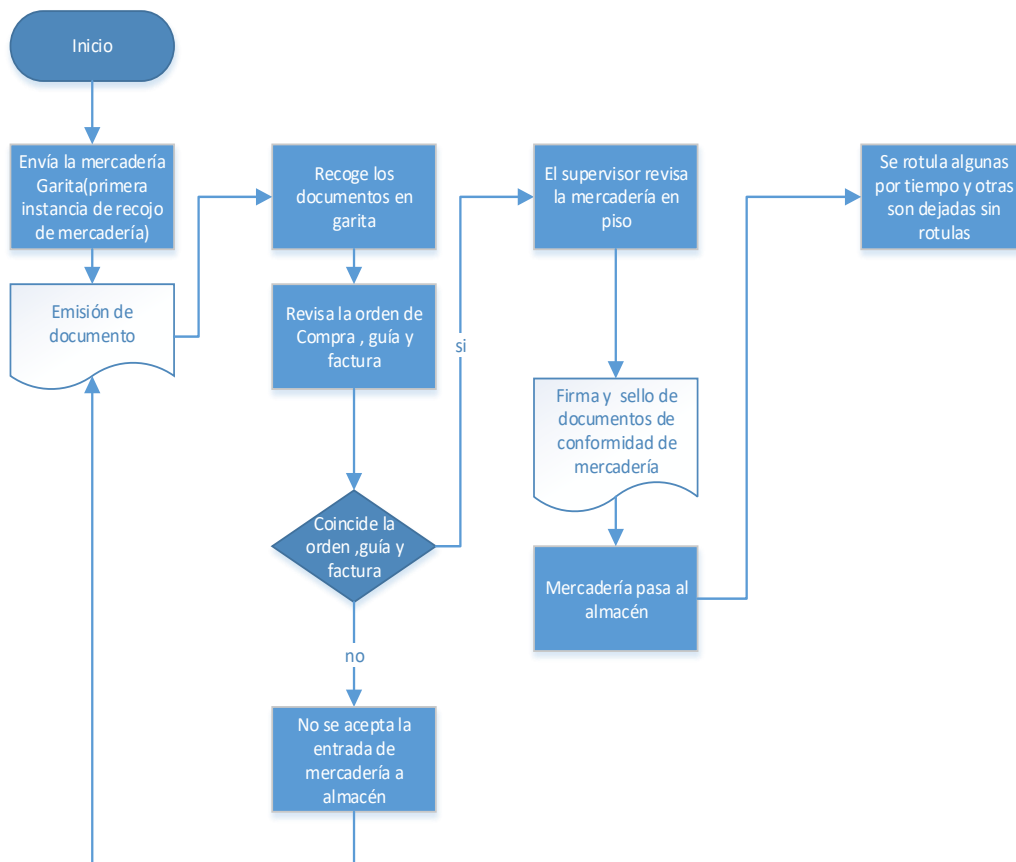 Inicio
Envía la mercadería
Garita(primera
instancia de recojo
de mercadería)
Emisión de
documento
Recoge los
documentos en
garita
Revisa la orden de
Compra , guía y
factura
Coincide la
orden ,guía y
factura
si
no
No se acepta la
entrada de
mercadería a
almacén
El supervisor revisa
la mercadería en
piso
Firma y sello de
documentos de
conformidad de
mercadería
Mercadería pasa al
almacén
Se rotula algunas
por tiempo y otras
son dejadas sin
rotulas